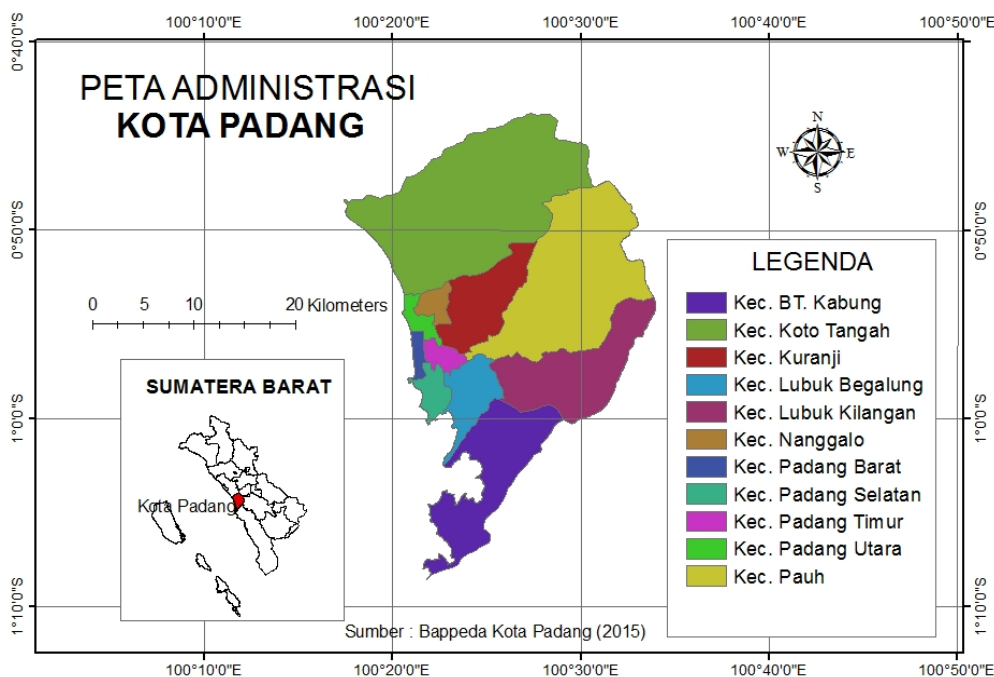 100°10'0"E 100°20'0"E 100°30'0"E 100°40'0"E 100°50'0"E
0°40'0"S 0°40'0"S
PETA ADMINISTRASI
KOTA PADANG
N
W E
S
0°50'0"S 0°50'0"S
LEGENDA
Kec. BT. Kabung
Kec. Koto Tangah
Kec. Kuranji
Kec. Lubuk Begalung
Kec. Lubuk Kilangan
Kec. Nanggalo
Kec. Padang Barat
Kec. Padang Selatan
Kec. Padang Timur
Kec. Padang Utara
Kec. Pauh
0 5 10 20 Kilometers
SUMATERA BARAT
Kota Padang
1°0'0"S 1°0'0"S
1°10'0"S 1°10'0"S
Sumber : Bappeda Kota Padang (2015)
100°10'0"E 100°20'0"E 100°30'0"E 100°40'0"E 100°50'0"E